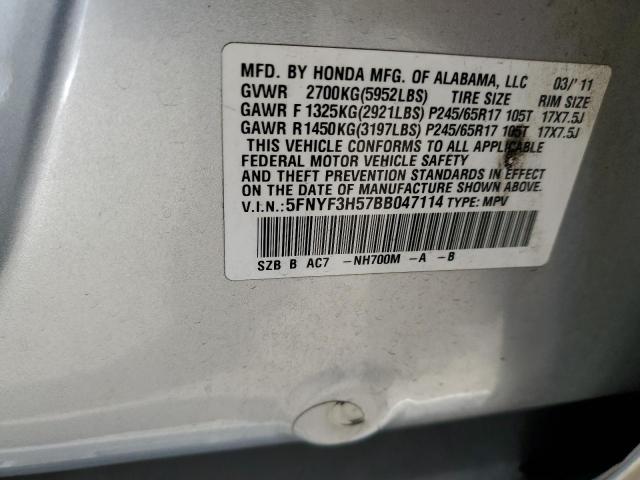 MFD. BY HONDA MFG. OF ALABAMA, LLC 03/'11
GVWR 2700KG(5952LBS) TIRE SIZE RIM SIZE
GAWR F 1325KG(2921LBS) P245/65R17 105T 17X7.5J
GAWR R1450KG(3197LBS) P245/65R17 105T 17X7.5J
THIS VEHICLE CONFORMS TO ALL APPLICABLE
FEDERAL MOTOR VEHICLE SAFETY
AND THEFT PREVENTION STANDARDS IN EFFECT
ON THE DATE OF MANUFACTURE SHOWN ABOVE.
V.I.N.:5FNYF3H57BB047114 TYPE: MPV
SZB B AC7 -NH700M -A -B